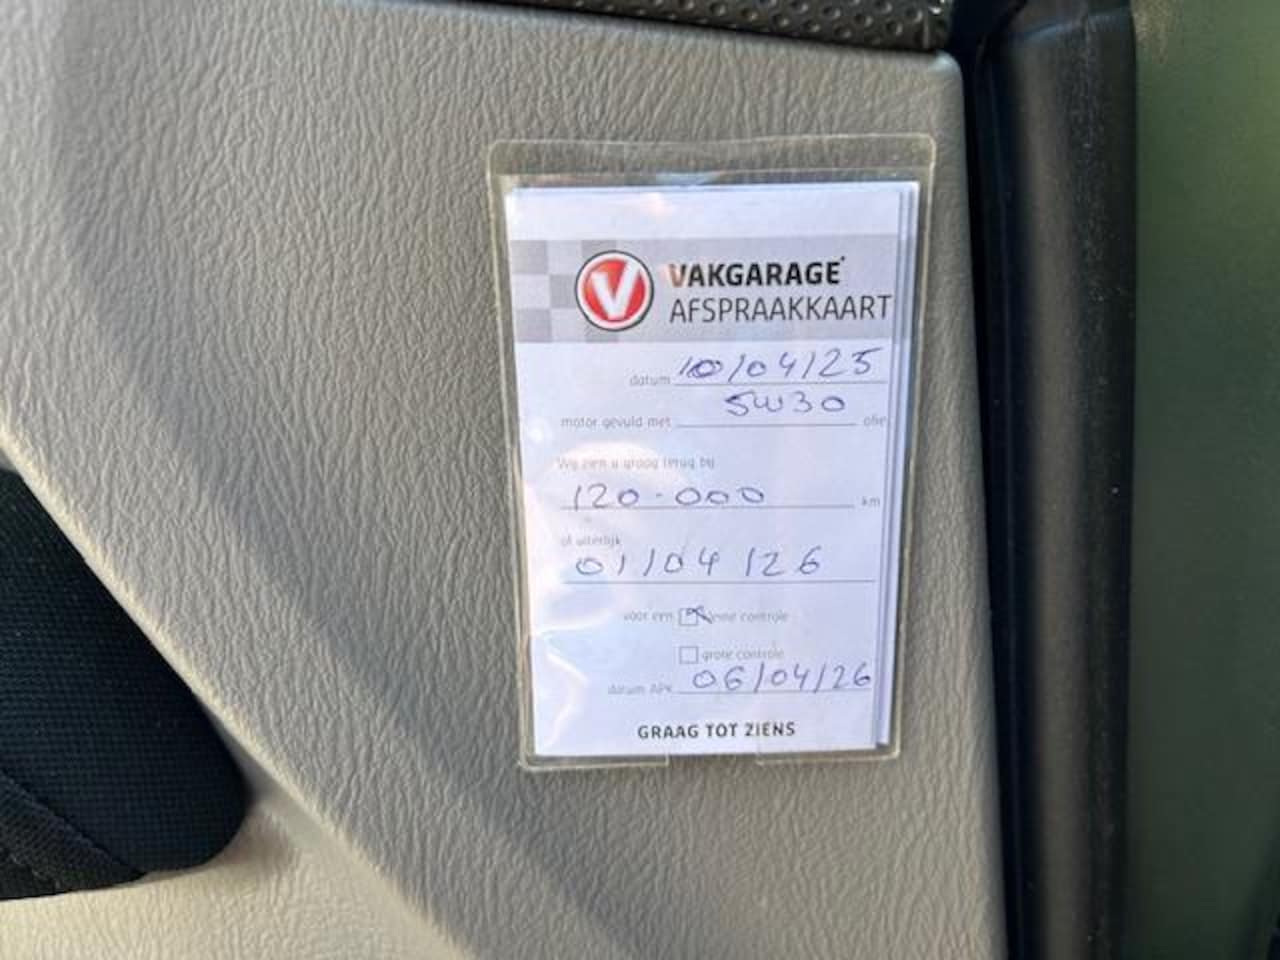 V VAKGARAGE
AFSPRAAKKAART
datum 10/04/25
motor gevuld met 5W30 olie
Wij zien u graag terug bij
120.000 km
of uiterlijk
01/04/26
voor een kleine controle
grote controle
datum APK 06/04/26
GRAAG TOT ZIENS